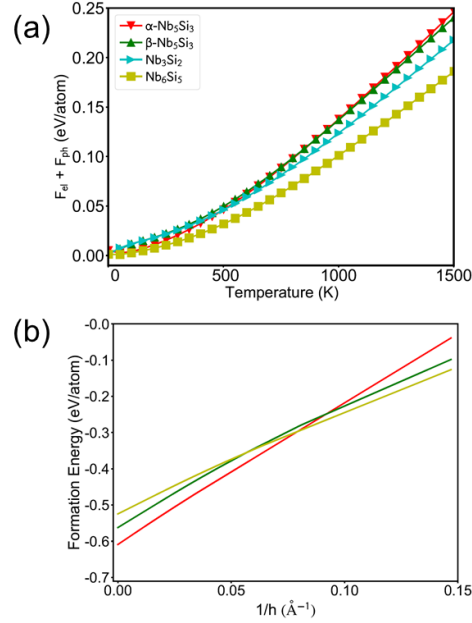 (a)
0.25
0.20
0.15
0.10
0.05
0.00
F_el + F_ph (eV/atom)
α-Nb₅Si₃
β-Nb₅Si₃
Nb₃Si₂
Nb₆Si₅
0 500 1000 1500
Temperature (K)
(b)
-0.0
-0.1
-0.2
-0.3
-0.4
-0.5
-0.6
-0.7
Formation Energy (eV/atom)
0.00 0.05 0.10 0.15
1/h (Å⁻¹)